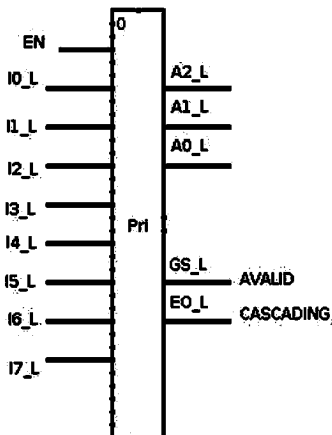 0
EN
I0_L
I1_L
I2_L
I3_L
I4_L
I5_L
I6_L
I7_L
Pri
A2_L
A1_L
A0_L
GS_L AVALID
EO_L CASCADING